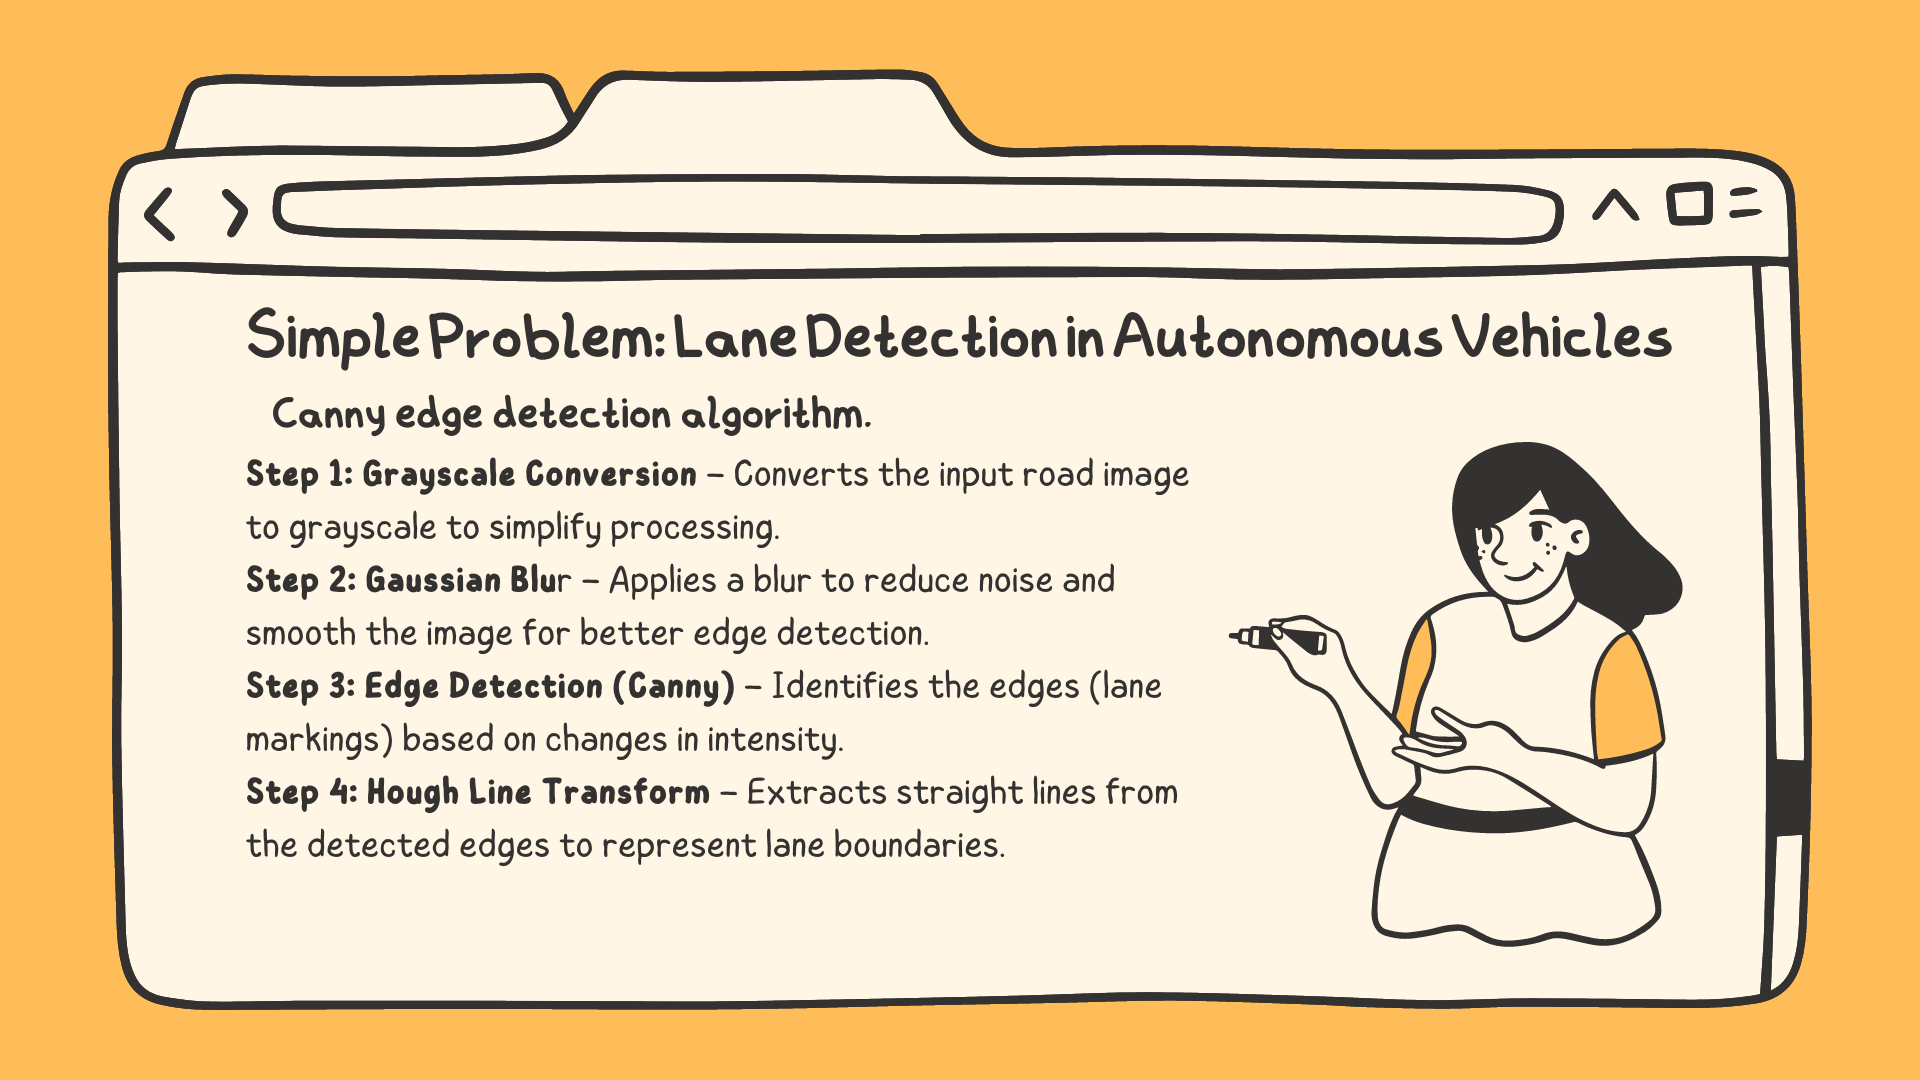 Simple Problem: Lane Detection in Autonomous Vehicles
Canny edge detection algorithm.
Step 1: Grayscale Conversion – Converts the input road image
to grayscale to simplify processing.
Step 2: Gaussian Blur – Applies a blur to reduce noise and
smooth the image for better edge detection.
Step 3: Edge Detection (Canny) – Identifies the edges (lane
markings) based on changes in intensity.
Step 4: Hough Line Transform – Extracts straight lines from
the detected edges to represent lane boundaries.